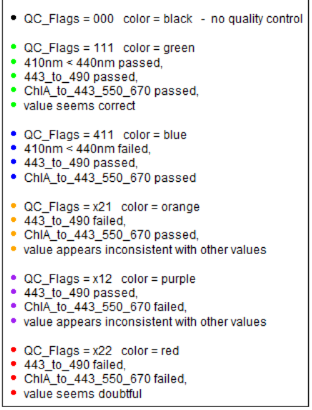 QC_Flags = 000 color = black - no quality control
QC_Flags = 111 color = green
410nm < 440nm passed,
443_to_490 passed,
ChlA_to_443_550_670 passed,
value seems correct
QC_Flags = 411 color = blue
410nm < 440nm failed,
443_to_490 passed,
ChlA_to_443_550_670 passed
QC_Flags = x21 color = orange
443_to_490 failed,
ChlA_to_443_550_670 passed,
value appears inconsistent with other values
QC_Flags = x12 color = purple
443_to_490 passed,
ChlA_to_443_550_670 failed,
value appears inconsistent with other values
QC_Flags = x22 color = red
443_to_490 failed,
ChlA_to_443_550_670 failed,
value seems doubtful